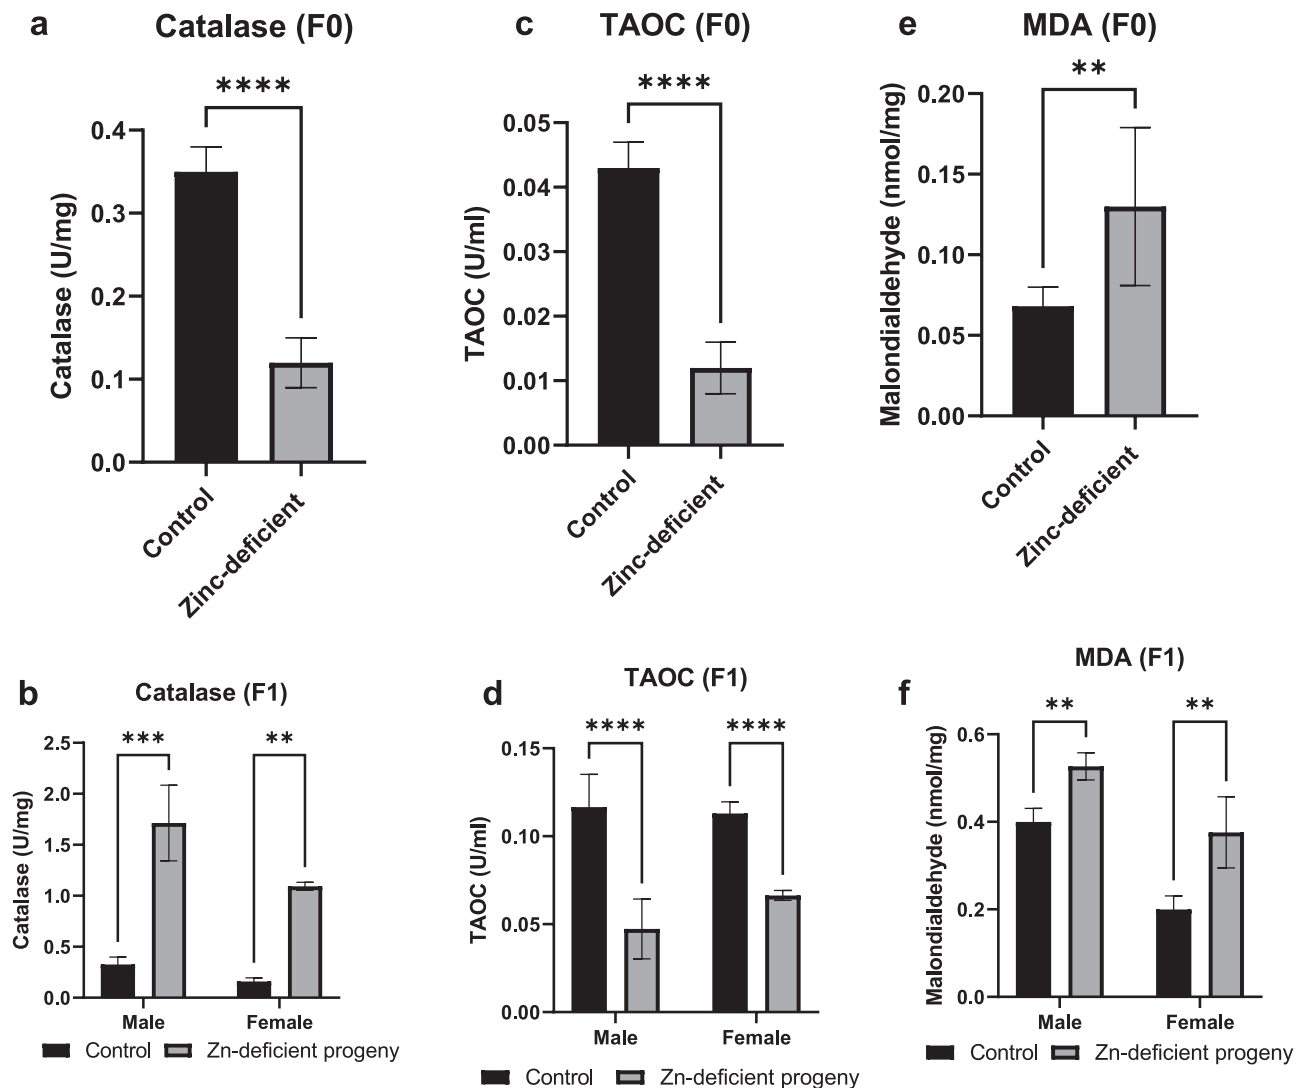 a Catalase (F0)
****
Catalase (U/mg)
0.4
0.3
0.2
0.1
0.0
Control
Zinc-deficient
c TAOC (F0)
****
TAOC (U/ml)
0.05
0.04
0.03
0.02
0.01
0.00
Control
Zinc-deficient
e MDA (F0)
**
Malondialdehyde (nmol/mg)
0.20
0.15
0.10
0.05
0.00
Control
Zinc-deficient
b Catalase (F1)
*** **
Catalase (U/mg)
2.5
2.0
1.5
1.0
0.5
0.0
Male Female
Control Zn-deficient progeny
d TAOC (F1)
**** ****
TAOC (U/ml)
0.15
0.10
0.05
0.00
Male Female
Control Zn-deficient progeny
f MDA (F1)
** **
Malondialdehyde (nmol/mg)
0.6
0.4
0.2
0.0
Male Female
Control Zn-deficient progeny